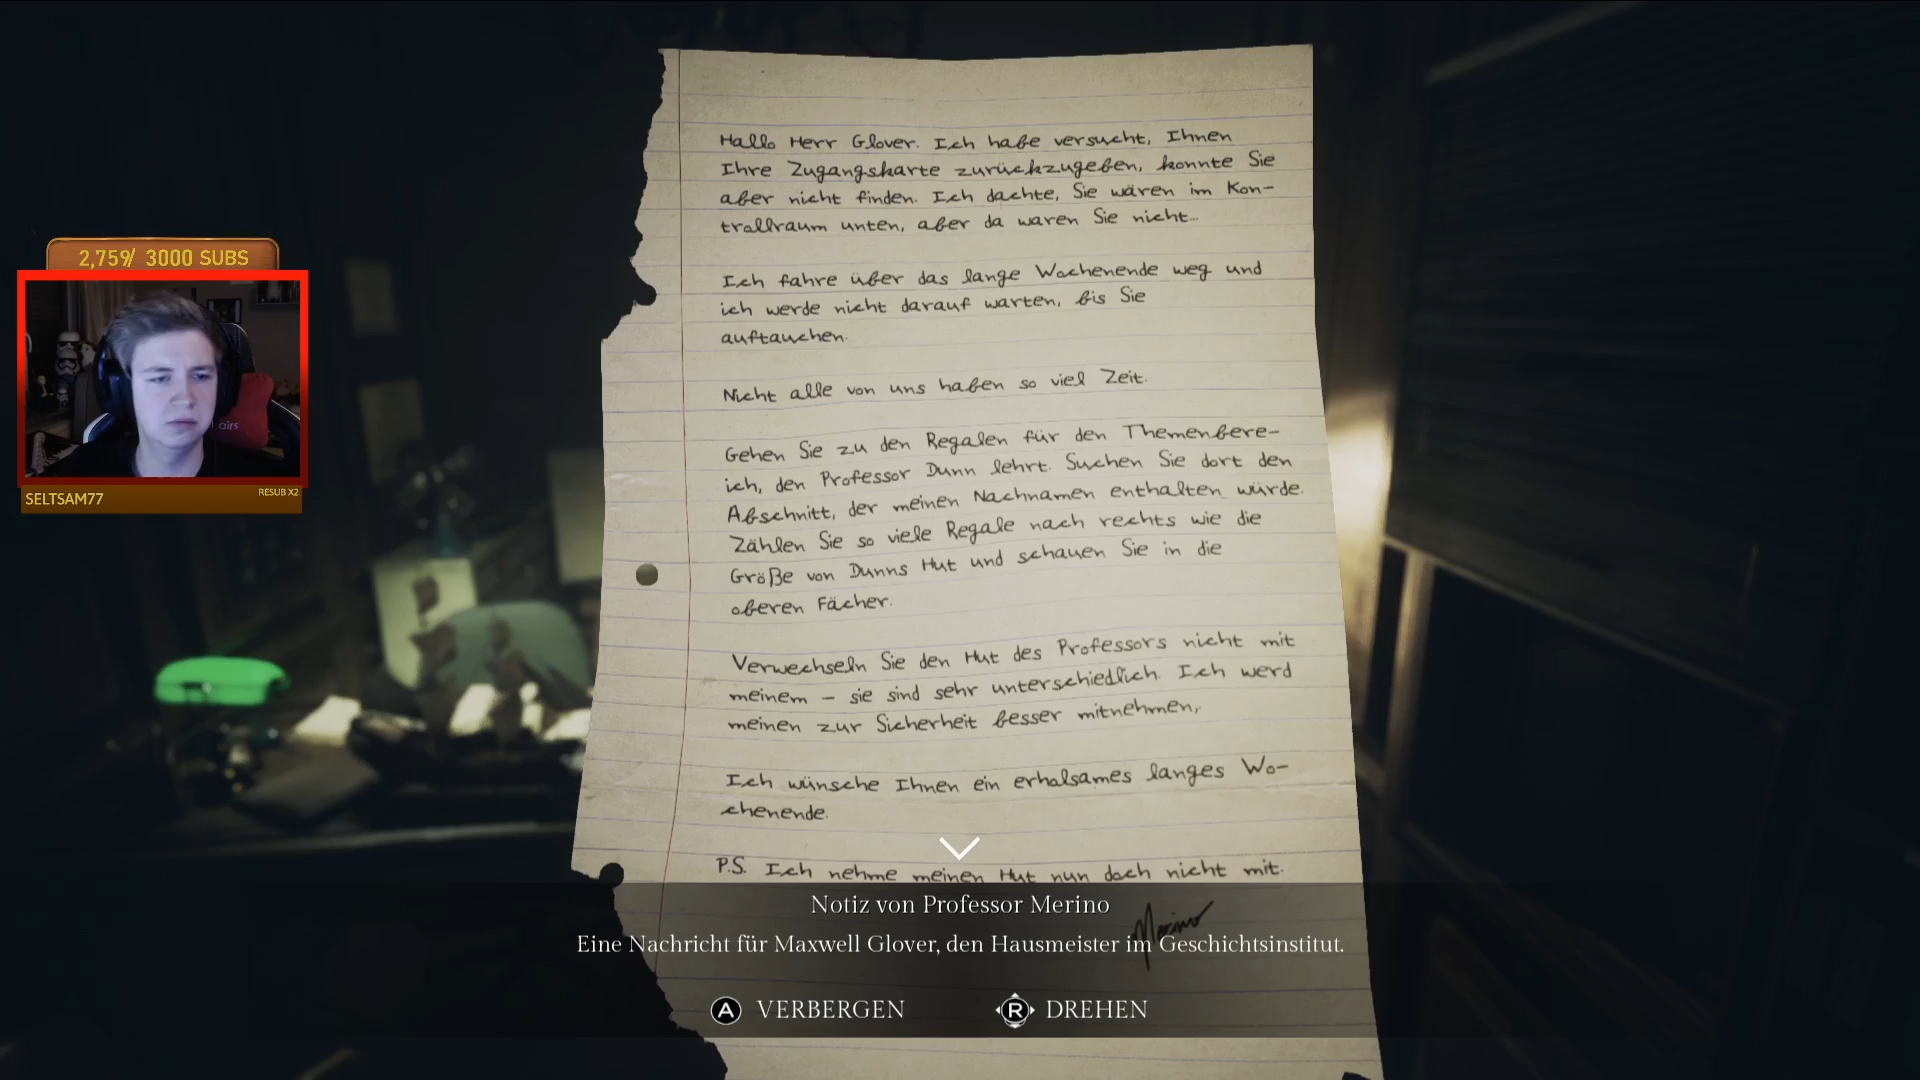 Hallo Herr Glover. Ich habe versucht, Ihnen
Ihre Zugangskarte zurückzugeben, konnte Sie
aber nicht finden. Ich dachte, Sie wären im Kon-
trollraum unten, aber da waren Sie nicht...
Ich fahre über das lange Wochenende weg und
ich werde nicht darauf warten, bis Sie
auftauchen.
Nicht alle von uns haben so viel Zeit.
Gehen Sie zu den Regalen für den Themenbere-
ich, den Professor Dunn lehrt. Suchen Sie dort den
Abschnitt, der meinen Nachnamen enthalten würde.
Zählen Sie so viele Regale nach rechts wie die
Größe von Dunns Hut und schauen Sie in die
oberen Fächer.
Verwechseln Sie den Hut des Professors nicht mit
meinem – sie sind sehr unterschiedlich. Ich werd
meinen zur Sicherheit besser mitnehmen,
Ich wünsche Ihnen ein erholsames langes Wo-
chenende.
P.S. Ich nehme meinen Hut nun doch nicht mit.
Merino
Notiz von Professor Merino
Eine Nachricht für Maxwell Glover, den Hausmeister im Geschichtsinstitut.
A VERBERGEN
R DREHEN
2,759/ 3000 SUBS
airs
SELTSAM77
RESUB X2